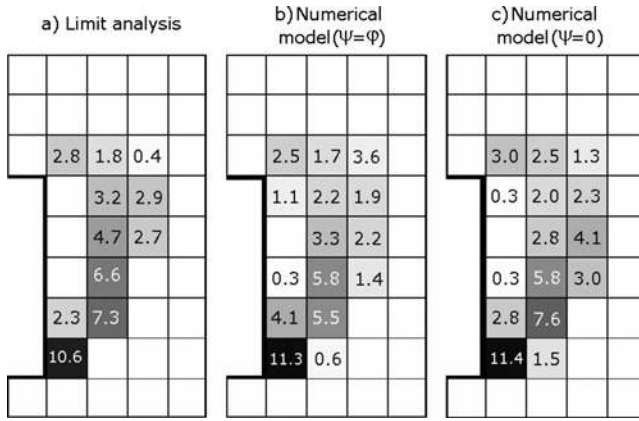 a) Limit analysis
b) Numerical
model(Ψ=φ)
c) Numerical
model(Ψ=0)
2.8 1.8 0.4
3.2 2.9
4.7 2.7
6.6
2.3 7.3
10.6
2.5 1.7 3.6
1.1 2.2 1.9
3.3 2.2
0.3 5.8 1.4
4.1 5.5
11.3 0.6
3.0 2.5 1.3
0.3 2.0 2.3
2.8 4.1
0.3 5.8 3.0
2.8 7.6
11.4 1.5